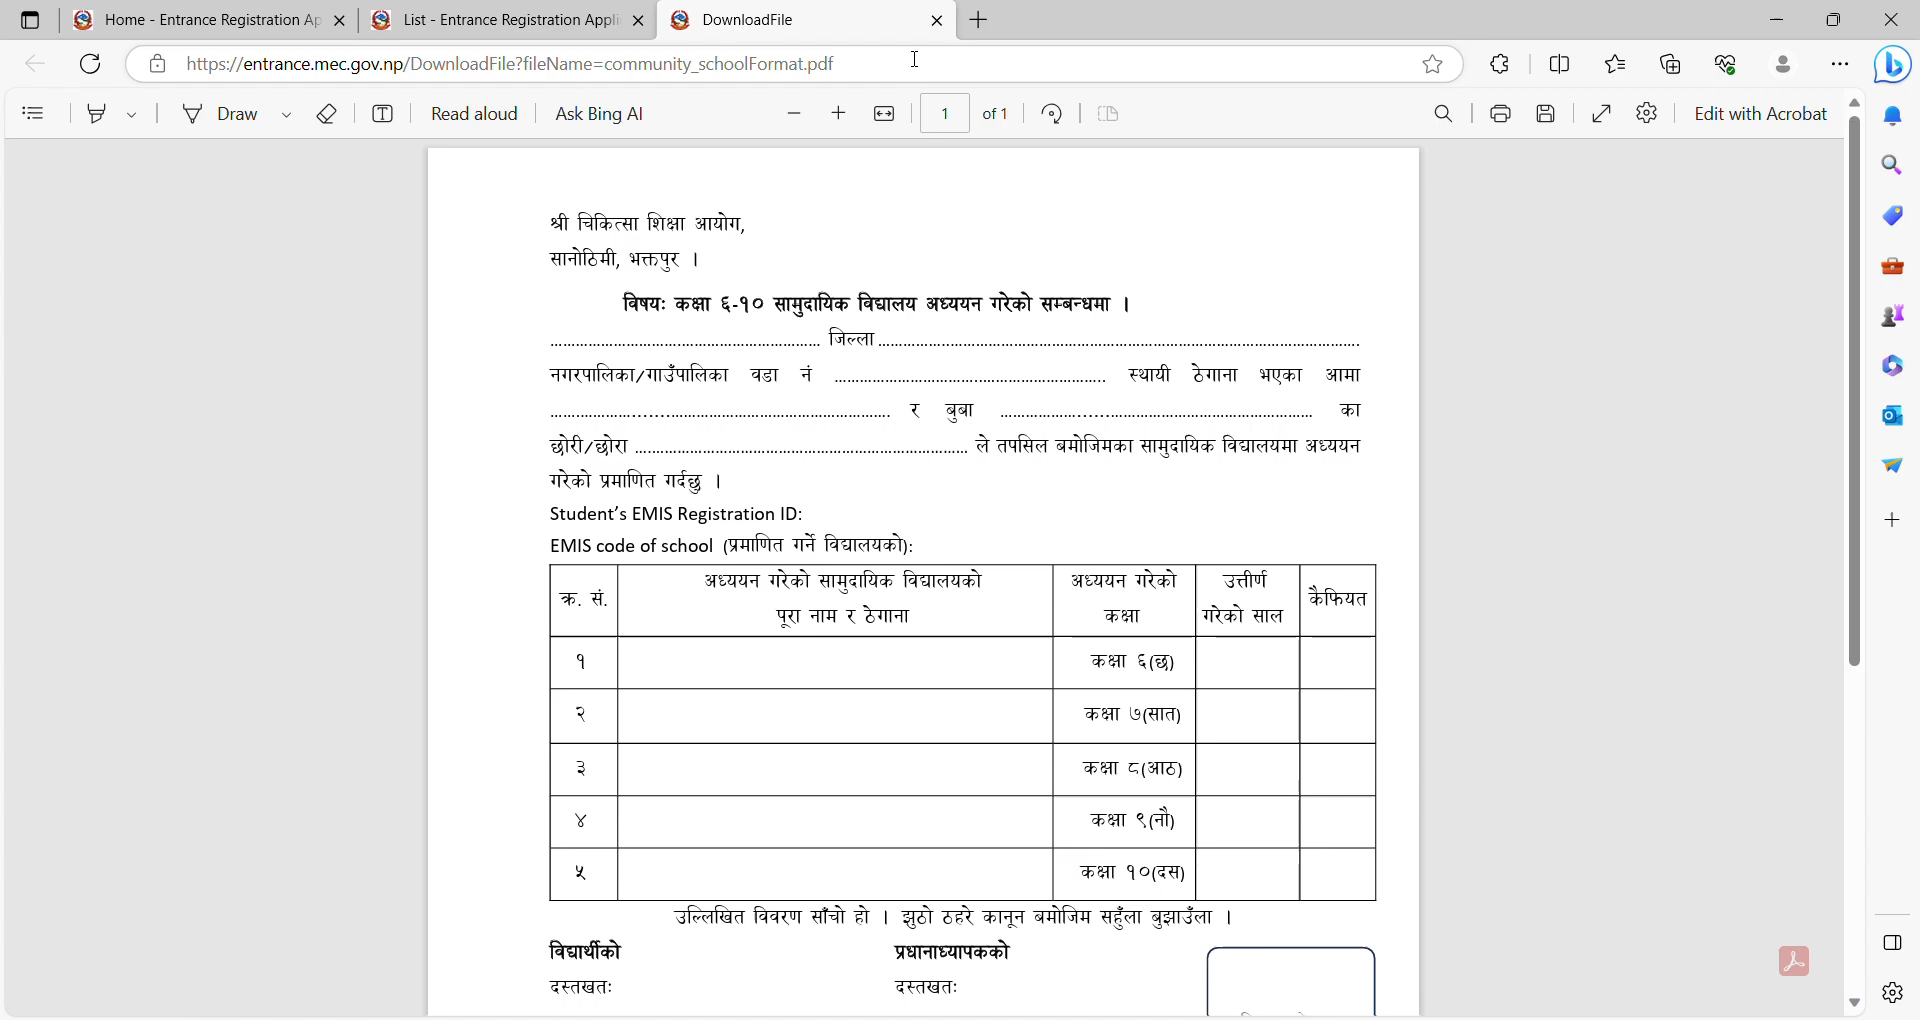 Home - Entrance Registration Ap
List - Entrance Registration Appli
DownloadFile
https://entrance.mec.gov.np/DownloadFile?fileName=community_schoolFormat.pdf
Draw
Read aloud
Ask Bing AI
1
of 1
Edit with Acrobat
श्री चिकित्सा शिक्षा आयोग,
सानोठिमी, भक्तपुर ।
विषयः कक्षा ६-१० सामुदायिक विद्यालय अध्ययन गरेको सम्बन्धमा ।
........................................ जिल्ला ........................................
नगरपालिका/गाउँपालिका वडा नं ........................................ स्थायी ठेगाना भएका आमा
........................................ र बुबा ........................................ का
छोरी/छोरा ........................................ ले तपसिल बमोजिमका सामुदायिक विद्यालयमा अध्ययन
गरेको प्रमाणित गर्दछु ।
Student's EMIS Registration ID:
EMIS code of school (प्रमाणित गर्ने विद्यालयको):
क्र. सं. अध्ययन गरेको सामुदायिक विद्यालयको पूरा नाम र ठेगाना अध्ययन गरेको कक्षा उत्तीर्ण गरेको साल कैफियत
१ कक्षा ६(छ)
२ कक्षा ७(सात)
३ कक्षा ८(आठ)
४ कक्षा ९(नौ)
५ कक्षा १०(दस)
उल्लिखित विवरण साँचो हो । झुठो ठहरे कानून बमोजिम सहुँला बुझाउँला ।
विद्यार्थीको प्रधानाध्यापकको
दस्तखतः दस्तखतः